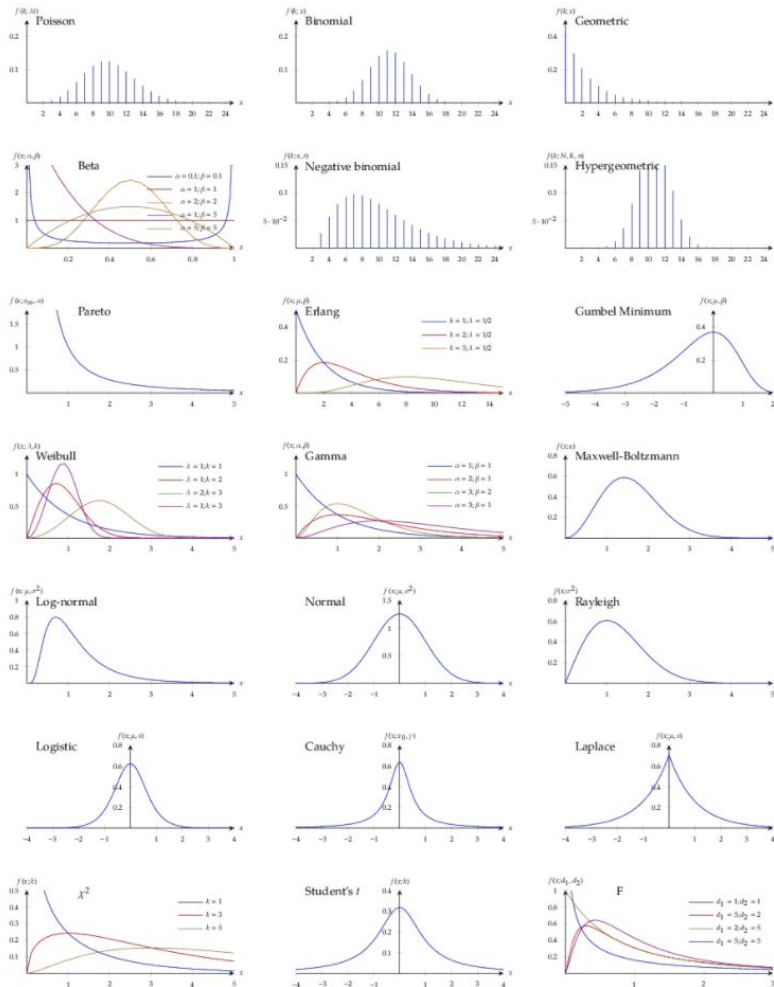 f(k; λt)
Poisson
0.2
0.1
2 4 6 8 10 12 14 16 18 20 22 24
x
Binomial
0.2
0.1
2 4 6 8 10 12 14 16 18 20 22 24
x
Geometric
0.4
0.2
2 4 6 8 10 12 14 16 18 20 22 24
x
f(x; α, β)
Beta
3
2
1
α = 0.1; β = 0.1
α = 1; β = 1
α = 2; β = 2
α = 1; β = 3
α = 5; β = 5
0.2 0.4 0.6 0.8 1
x
Negative binomial
0.15
0.1
5·10⁻²
2 4 6 8 10 12 14 16 18 20 22 24
x
f(k; N, K, n)
Hypergeometric
0.15
0.1
5·10⁻²
2 4 6 8 10 12 14 16 18 20 22 24
x
f(x; xₘ, α)
Pareto
1.5
1
0.5
1 2 3 4 5
x
Erlang
0.4
0.2
k = 1; λ = 1/2
k = 2; λ = 1/2
k = 5; λ = 1/2
2 4 6 8 10 12 14
x
f(x; μ, β)
Gumbel Minimum
0.4
0.2
−5 −4 −3 −2 −1 1 2
x
f(x; λ, k)
Weibull
1
0.5
λ = 1; k = 1
λ = 1; k = 2
λ = 2; k = 3
λ = 1; k = 3
1 2 3 4 5
x
f(x; α, β)
Gamma
1
0.5
α = 1; β = 1
α = 2; β = 1
α = 3; β = 2
α = 3; β = 1
1 2 3 4 5
x
Maxwell-Boltzmann
0.8
0.6
0.4
0.2
1 2 3 4 5
x
f(x; μ, σ²)
Log-normal
1
0.8
0.6
0.4
0.2
1 2 3 4 5
x
f(x; μ, σ²)
Normal
1.5
1
0.5
−4 −3 −2 −1 1 2 3 4
x
f(x; σ²)
Rayleigh
0.8
0.6
0.4
0.2
1 2 3 4 5
x
f(x; μ, s)
Logistic
0.8
0.6
0.4
0.2
−4 −3 −2 −1 1 2 3 4
x
f(x; x₀, γ)
Cauchy
0.8
0.6
0.4
0.2
−4 −3 −2 −1 1 2 3 4
x
f(x; μ, s)
Laplace
0.8
0.6
0.4
0.2
−4 −3 −2 −1 1 2 3 4
x
f(x; k)
χ²
0.5
0.4
0.3
0.2
0.1
k = 1
k = 3
k = 5
1 2 3 4 5
x
f(x; k)
Student's t
0.4
0.3
0.2
0.1
−4 −3 −2 −1 1 2 3 4
x
f(x; d₁, d₂)
F
1
0.8
0.6
0.4
0.2
d₁ = 1; d₂ = 1
d₁ = 5; d₂ = 2
d₁ = 2; d₂ = 5
d₁ = 5; d₂ = 5
1 2 3
x